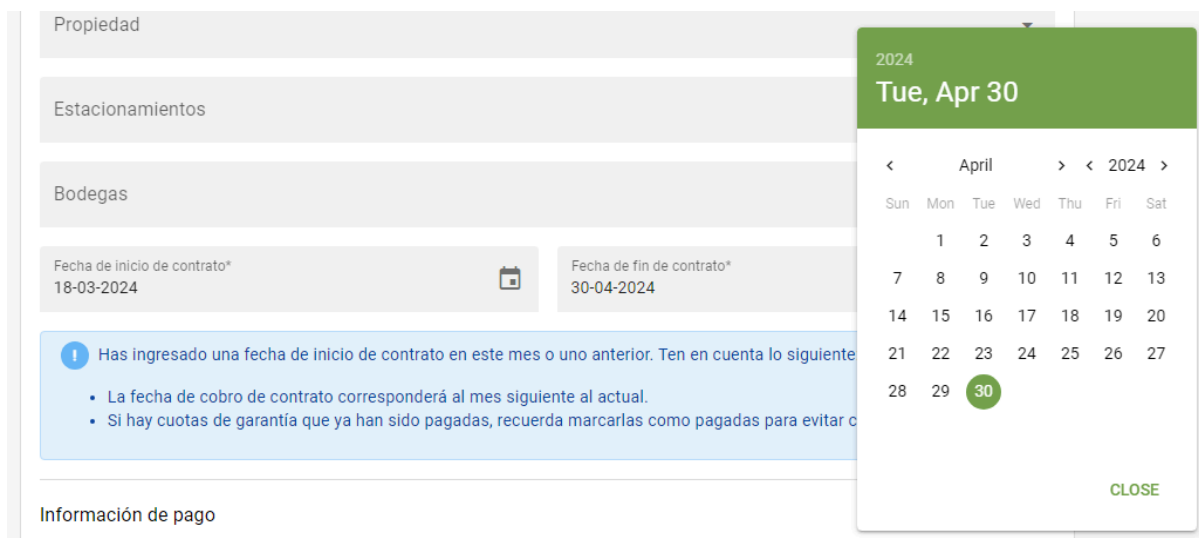 Propiedad
Estacionamientos
Bodegas
Fecha de inicio de contrato*
18-03-2024
Fecha de fin de contrato*
30-04-2024
Has ingresado una fecha de inicio de contrato en este mes o uno anterior. Ten en cuenta lo siguiente
• La fecha de cobro de contrato corresponderá al mes siguiente al actual.
• Si hay cuotas de garantía que ya han sido pagadas, recuerda marcarlas como pagadas para evitar c
Información de pago
2024
Tue, Apr 30
‹ April › ‹ 2024 ›
Sun Mon Tue Wed Thu Fri Sat
1 2 3 4 5 6
7 8 9 10 11 12 13
14 15 16 17 18 19 20
21 22 23 24 25 26 27
28 29 30
CLOSE